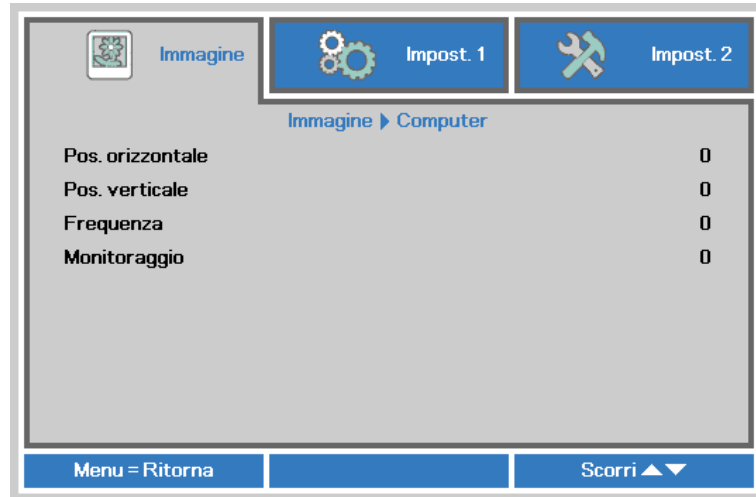 Immagine
Impost. 1
Impost. 2
Immagine ▶ Computer
Pos. orizzontale 0
Pos. verticale 0
Frequenza 0
Monitoraggio 0
Menu = Ritorna
Scorri ▲▼